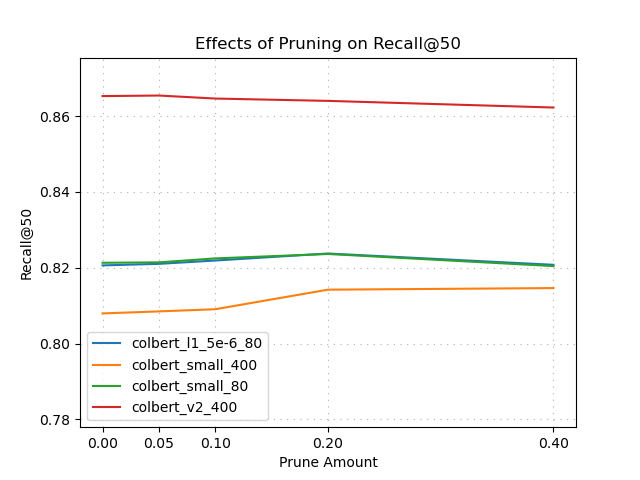 Effects of Pruning on Recall@50
Recall@50
0.86
0.84
0.82
0.80
0.78
colbert_l1_5e-6_80
colbert_small_400
colbert_small_80
colbert_v2_400
0.00 0.05 0.10 0.20 0.40
Prune Amount